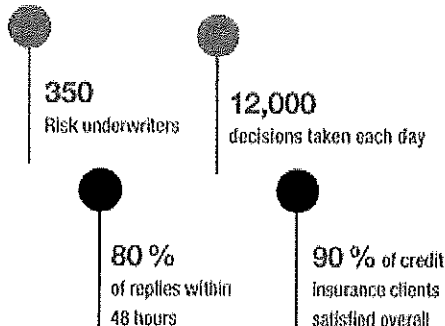 350
Risk underwriters
12,000
decisions taken each day
80 %
of replies within
48 hours
90 % of credit
insurance clients
satisfied overall